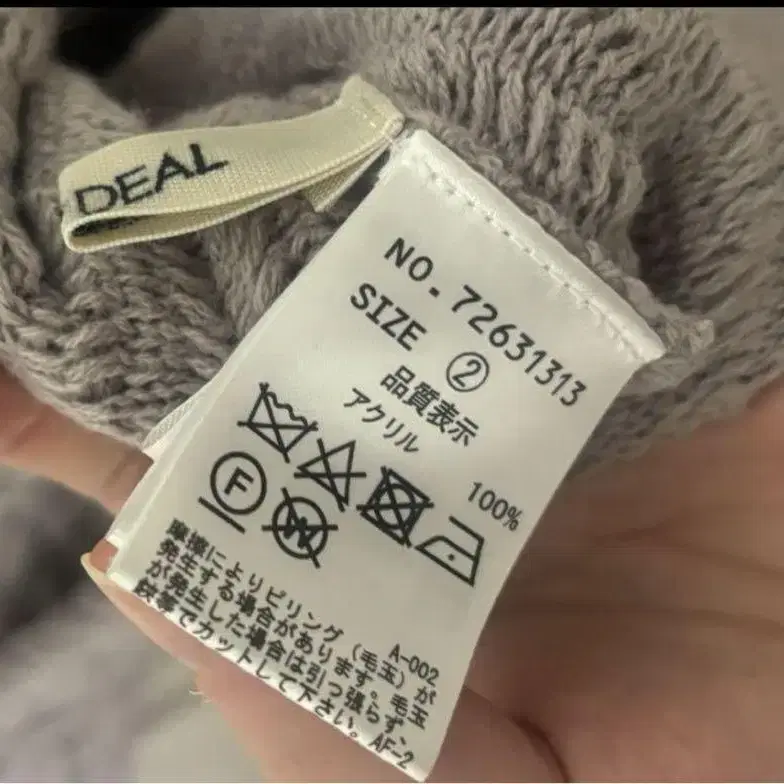 DEAL
NO. 72631313
SIZE ②
品質表示
アクリル 100%
F
W
A-002
摩擦によりピリング(毛玉)が
発生する場合があります。毛玉
が発生した場合は引っ張らず、
鋏等でカットして下さい。AF-2